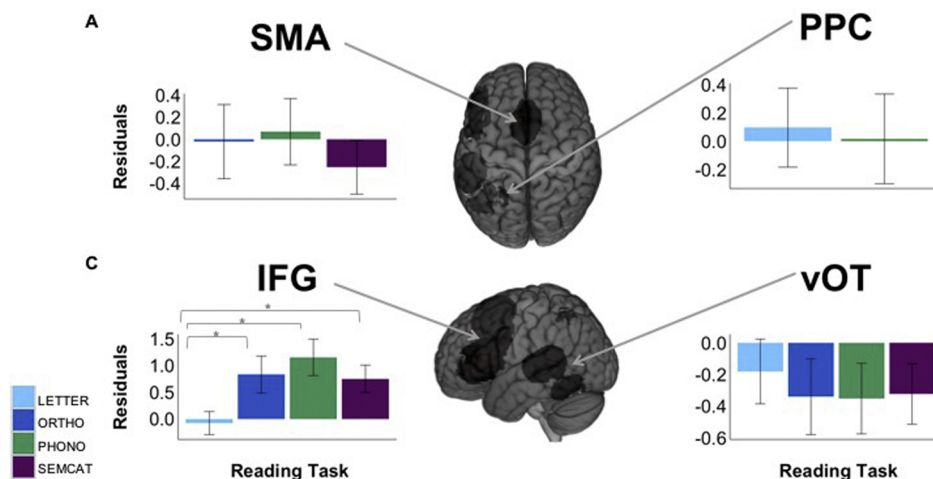 A
SMA
PPC
Residuals
0.4
0.2
0.0
-0.2
-0.4
0.4
0.2
0.0
-0.2
C
IFG
vOT
Residuals
1.5
1.0
0.5
0.0
*
*
*
0.0
-0.2
-0.4
-0.6
LETTER
ORTHO
PHONO
SEMCAT
Reading Task
Reading Task